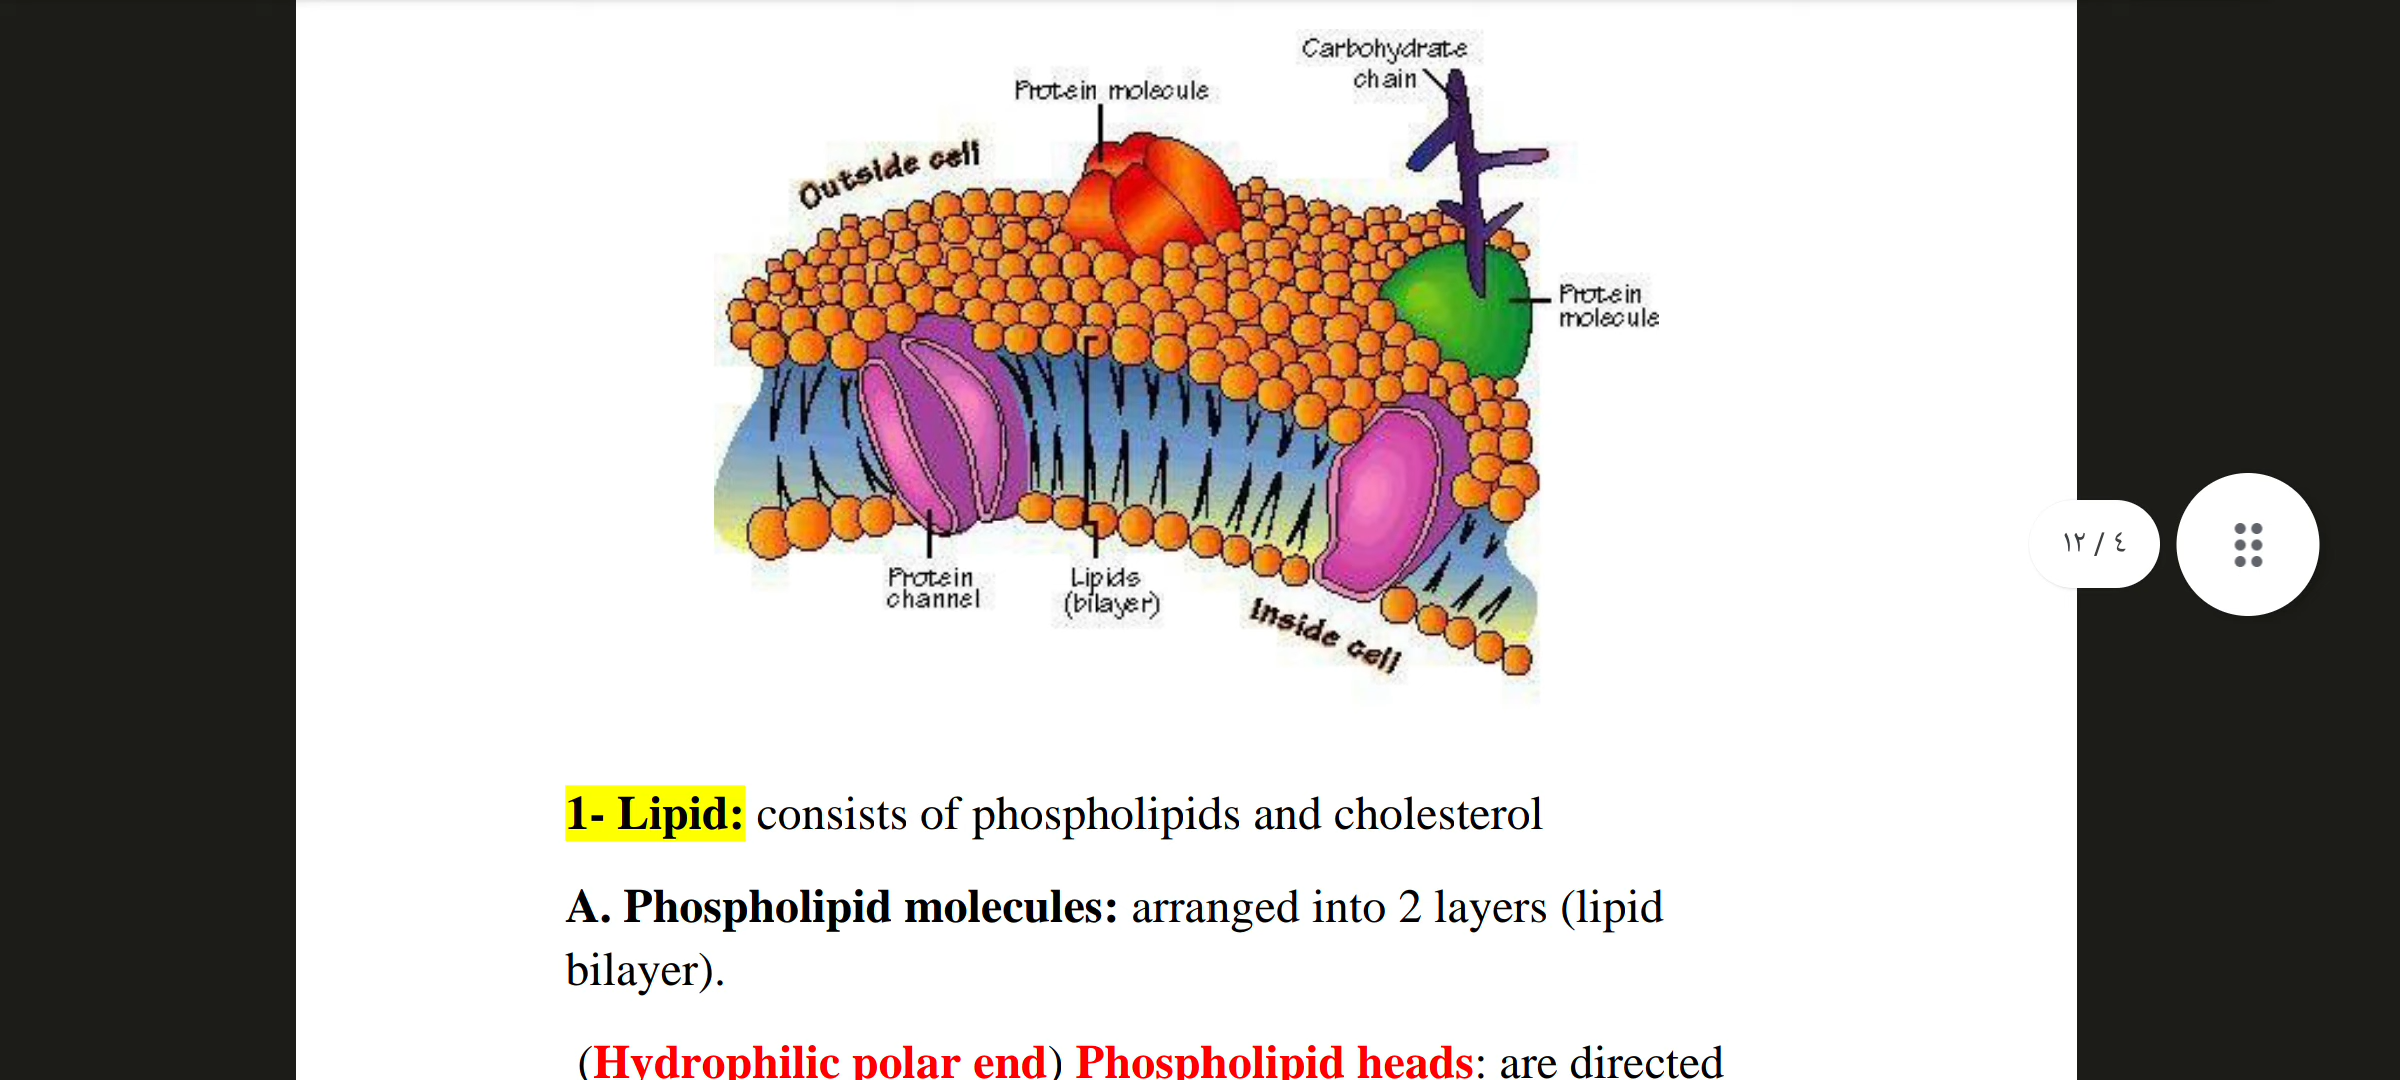 Carbohydrate
chain
Protein molecule
Outside cell
Protein
molecule
Protein
channel
Lipids
(bilayer)
Inside cell
١٢ / ٤
1- Lipid: consists of phospholipids and cholesterol
A. Phospholipid molecules: arranged into 2 layers (lipid
bilayer).
(Hydrophilic polar end) Phospholipid heads: are directed